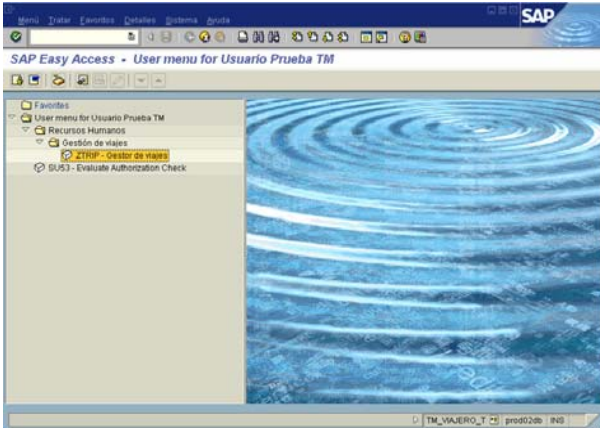 Menú Tratar Favoritos Detalles Sistema Ayuda
SAP
SAP Easy Access - User menu for Usuario Prueba TM
Favorites
User menu for Usuario Prueba TM
Recursos Humanos
Gestión de viajes
ZTRIP - Gestor de viajes
SU53 - Evaluate Authorization Check
TM_VIAJERO_T prod02db INS